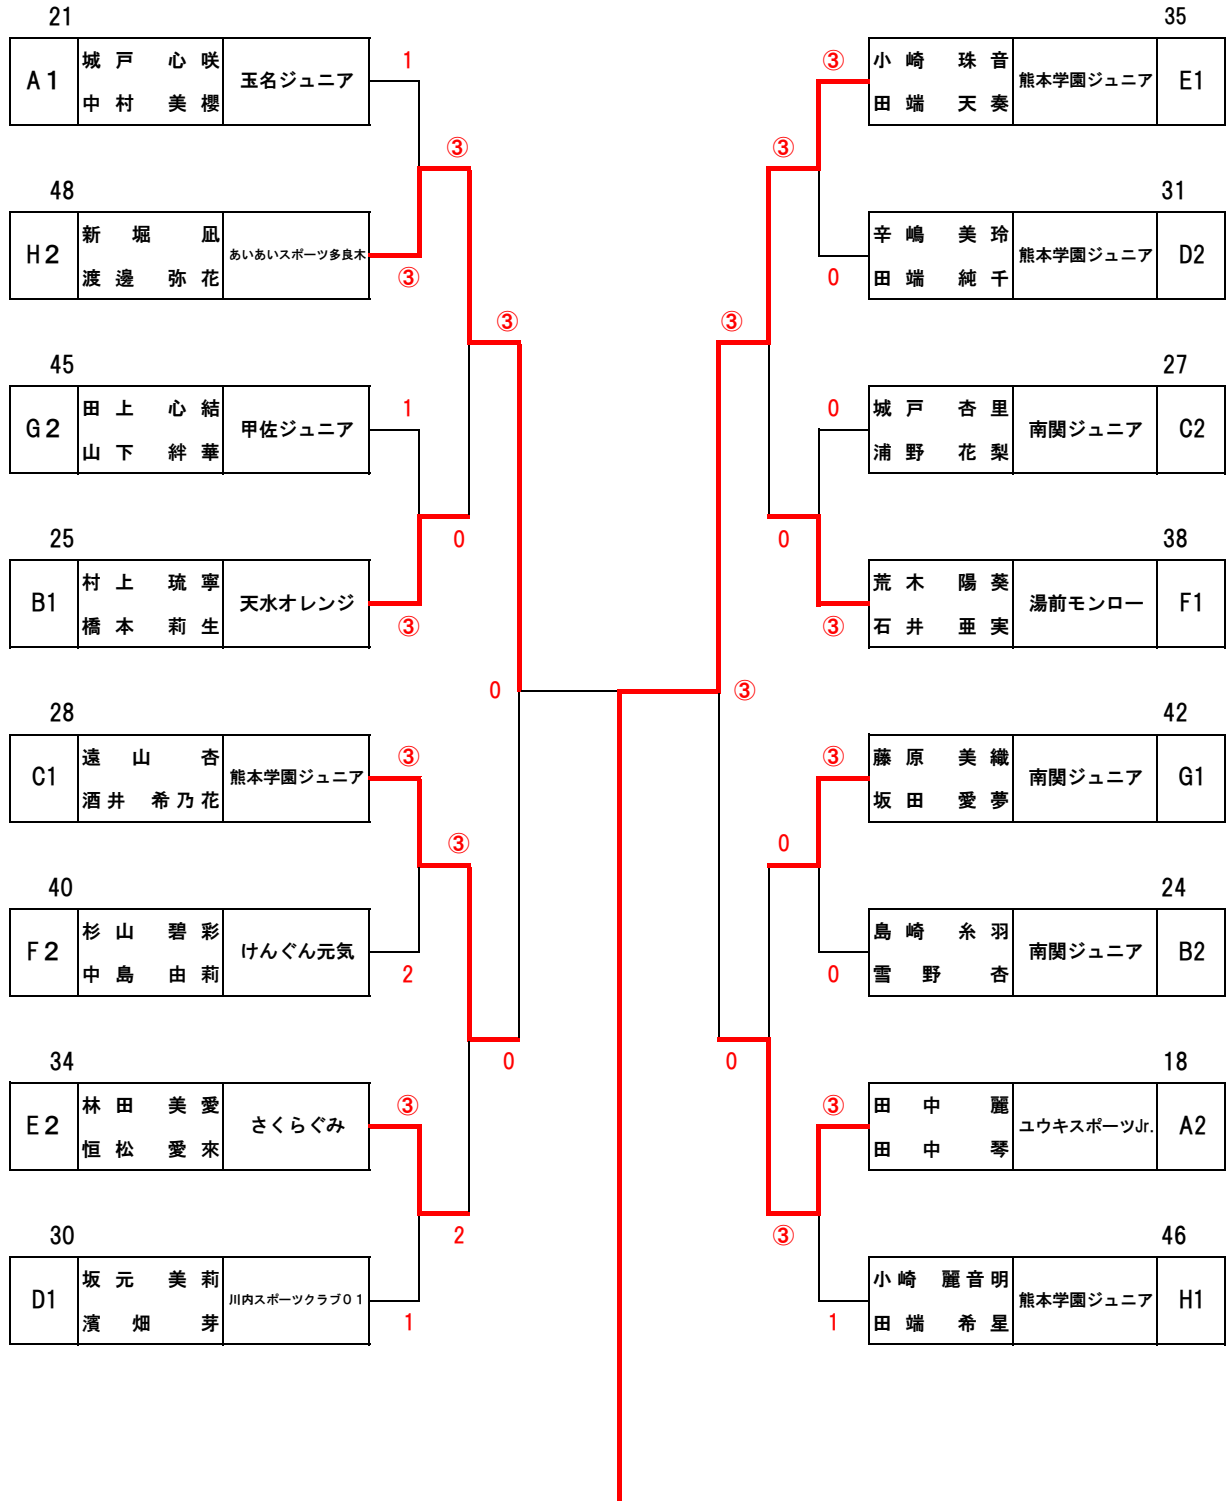 21
A1 城戸 心咲 玉名ジュニア 1
中村 美櫻
③
48
H2 新堀 凪 あいあいスポーツ多良木
渡邊 弥花 ③
③
45
G2 田上 心結 甲佐ジュニア 1
山下 絆華
0
25
B1 村上 琉寧 天水オレンジ
橋本 莉生 ③
0
28
C1 遠山 杏 熊本学園ジュニア ③
酒井 希乃花
③
40
F2 杉山 碧彩 けんぐん元気
中島 由莉 2
0
34
E2 林田 美愛 さくらぐみ ③
恒松 愛來
2
30
D1 坂元 美莉 川内スポーツクラブ01
濱畑 芽 1
35
③ 小崎 珠音 熊本学園ジュニア E1
田端 天奏
③
31
辛嶋 美玲 熊本学園ジュニア D2
0 田端 純千
③
27
0 城戸 杏里 南関ジュニア C2
浦野 花梨
0
38
荒木 陽葵 湯前モンロー F1
③ 石井 亜実
③
42
③ 藤原 美織 南関ジュニア G1
坂田 愛夢
0
24
島崎 糸羽 南関ジュニア B2
0 雪野 杏
0
18
③ 田中 麗 ユウキスポーツJr. A2
田中 琴
③
46
小崎 麗音明 熊本学園ジュニア H1
1 田端 希星